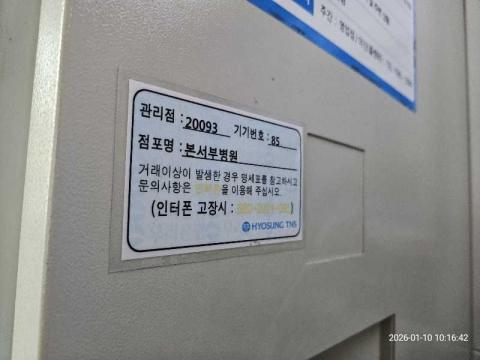 관리점 : 20093 기기번호 : 85
점포명 : 본서부병원
거래이상이 발생한 경우 명세표를 참고하시고
문의사항은 인터폰을 이용해 주십시오.
(인터폰 고장시 :
HYOSUNG TNS
2026-01-10 10:16:42